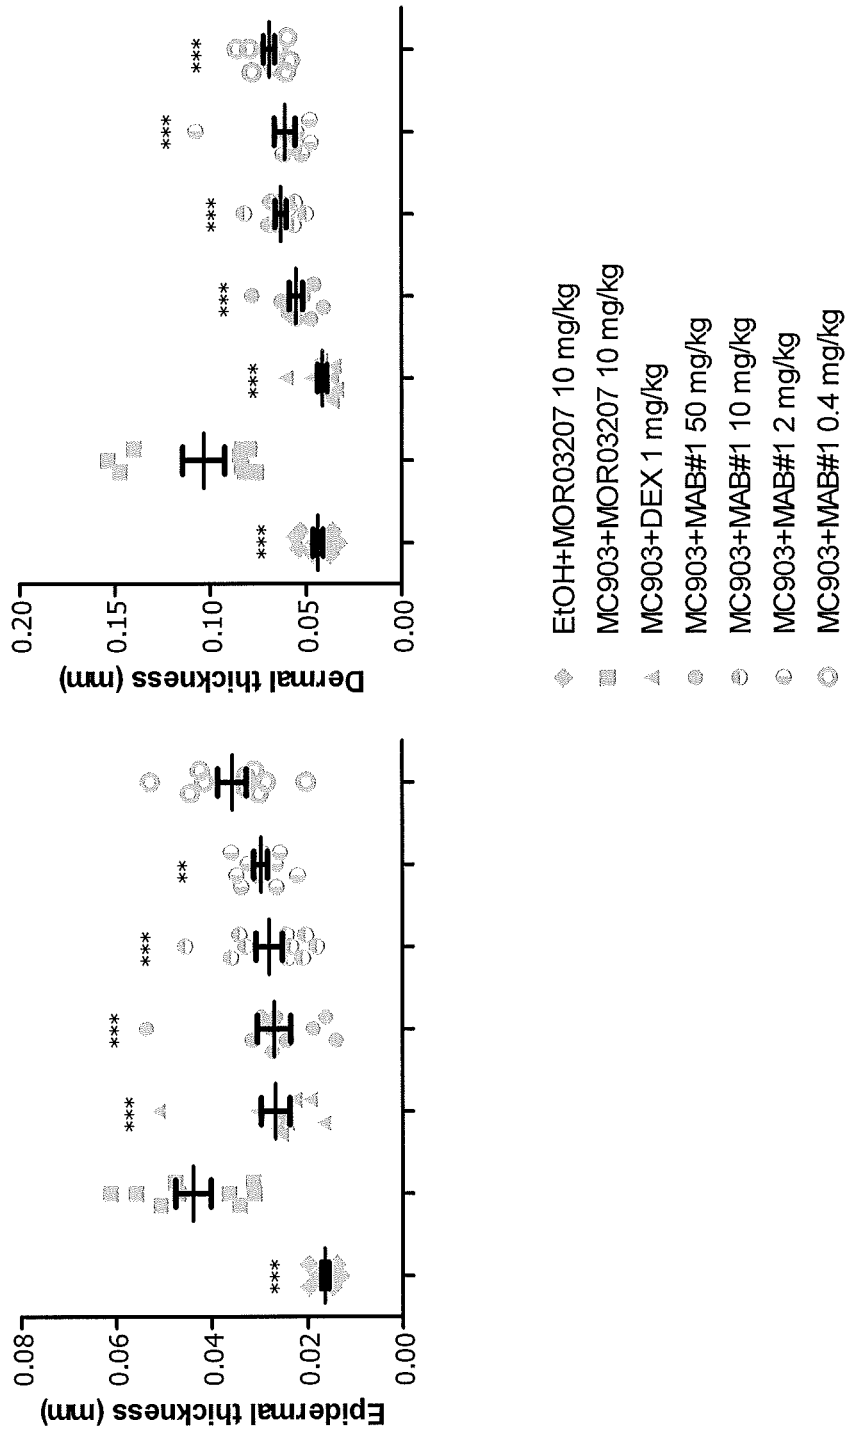 Epidermal thickness (mm)
0.08
0.06
0.04
0.02
0.00
***
***
***
***
**
Dermal thickness (mm)
0.20
0.15
0.10
0.05
0.00
***
***
***
***
***
***
EtOH+MOR03207 10 mg/kg
MC903+MOR03207 10 mg/kg
MC903+DEX 1 mg/kg
MC903+MAB#1 50 mg/kg
MC903+MAB#1 10 mg/kg
MC903+MAB#1 2 mg/kg
MC903+MAB#1 0.4 mg/kg